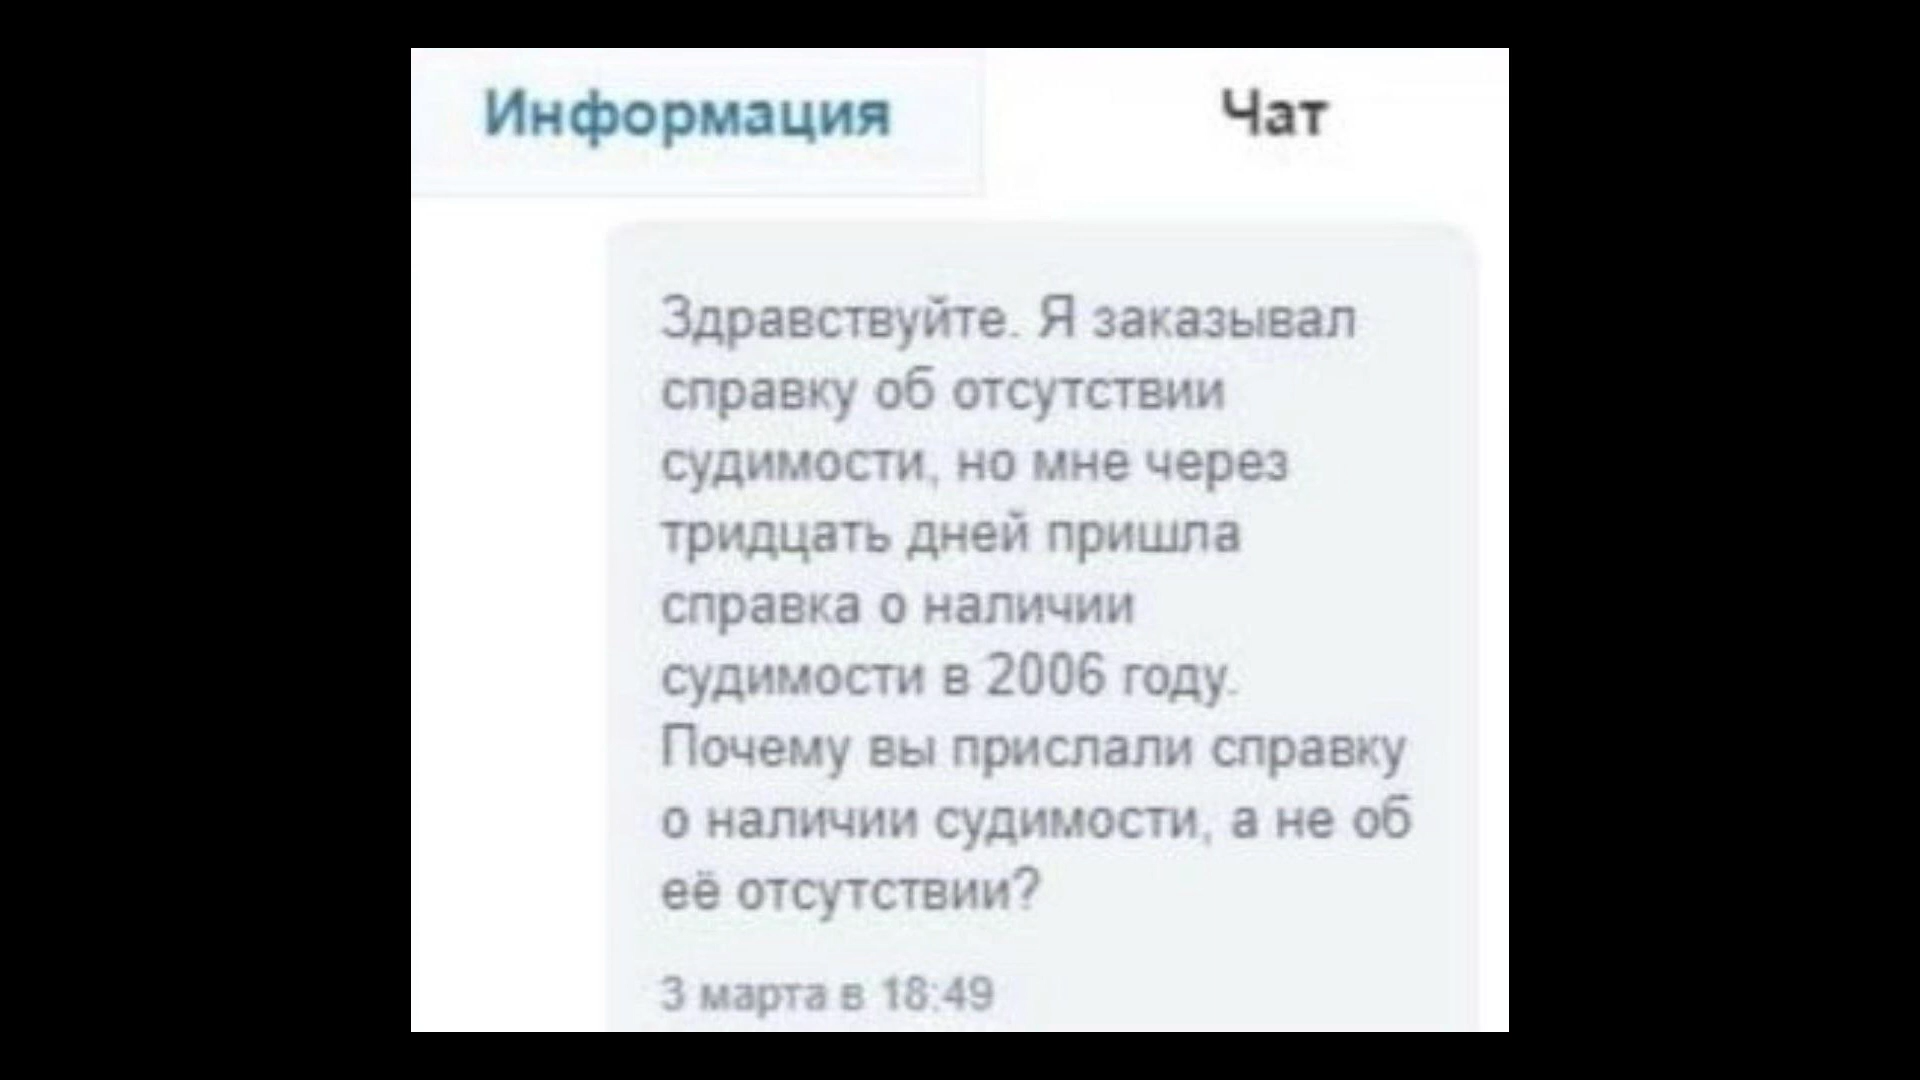 Информация
Чат
Здравствуйте. Я заказывал
справку об отсутствии
судимости, но мне через
тридцать дней пришла
справка о наличии
судимости в 2006 году.
Почему вы прислали справку
о наличии судимости, а не об
её отсутствии?
3 марта в 18:49